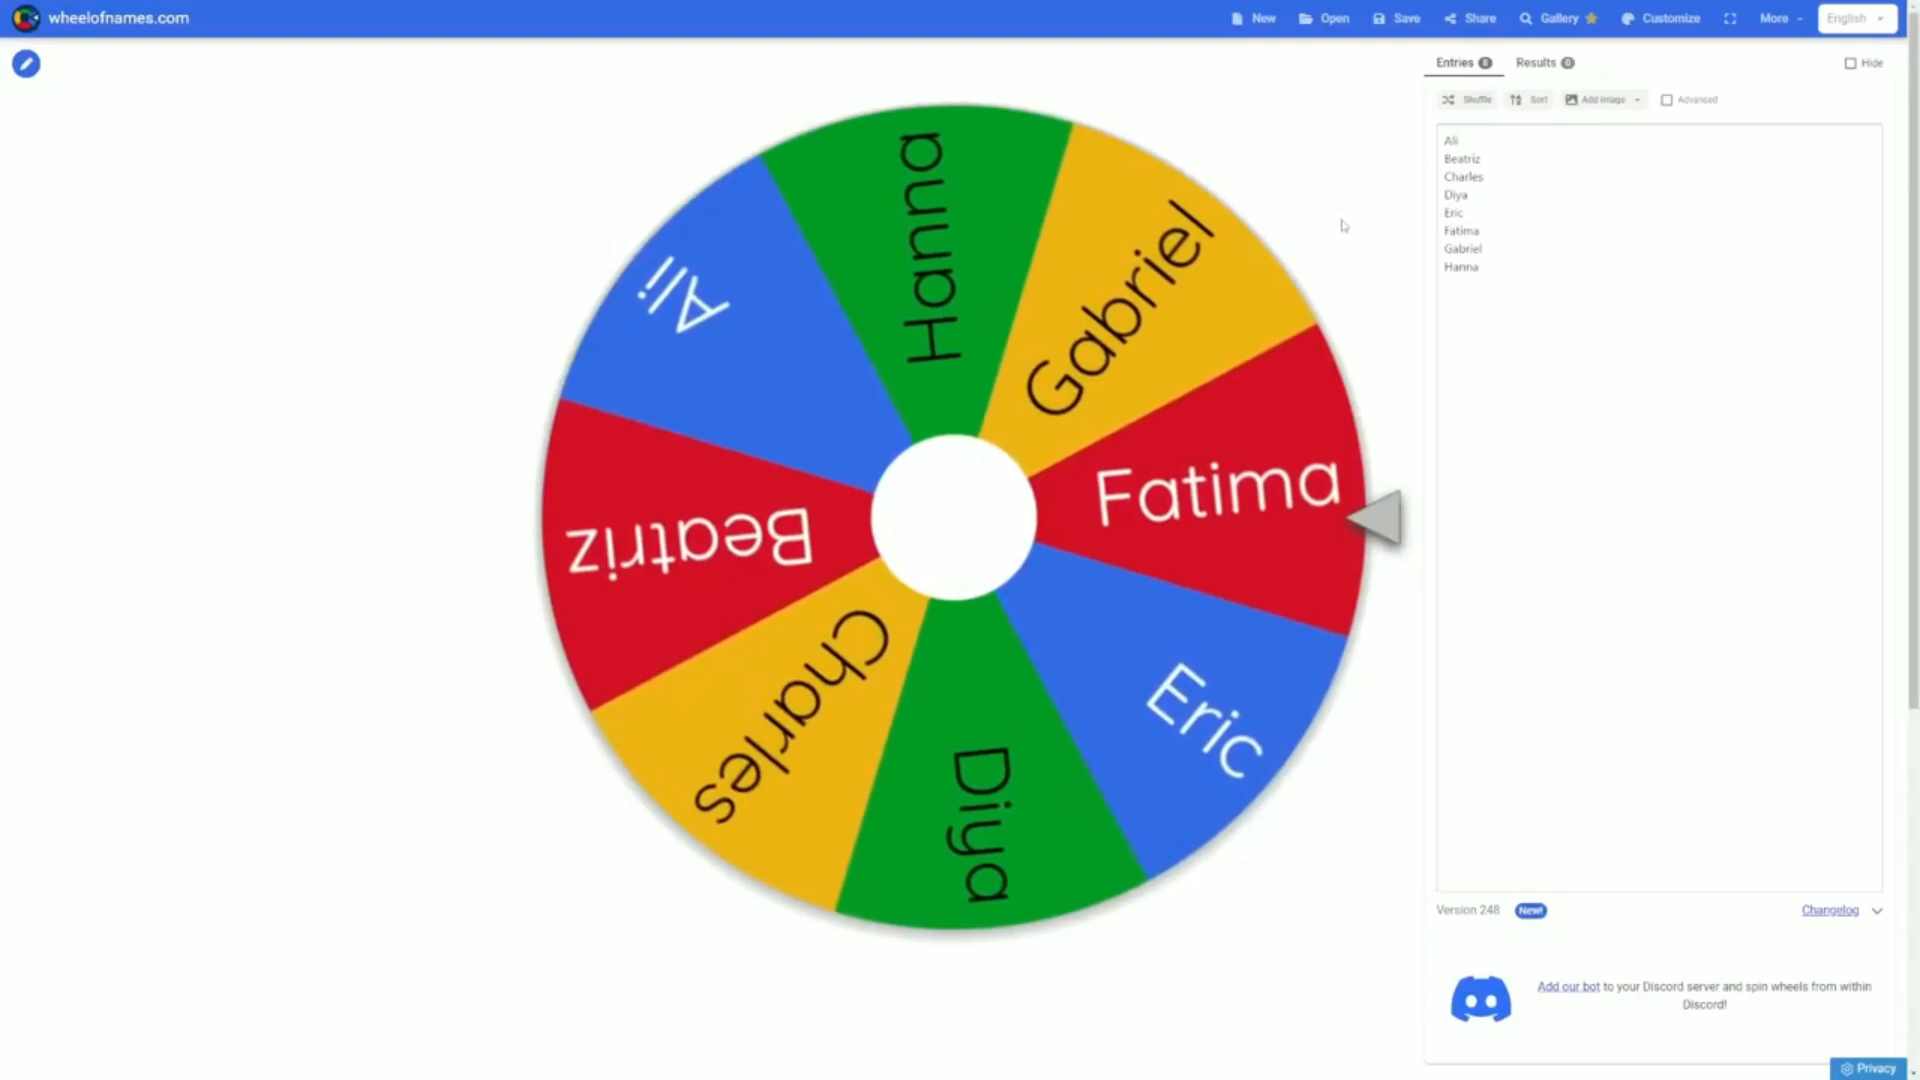 wheelofnames.com
New Open Save Share Gallery Customize More English
Entries 8 Results 0 Hide
Shuffle Sort Add Image Advanced
Ali
Beatriz
Charles
Diya
Eric
Fatima
Gabriel
Hanna
Hanna
Gabriel
Ali
Fatima
Beatriz
Charles
Eric
Diya
Version 248 New! Changelog
Add our bot to your Discord server and spin wheels from within
Discord!
Privacy